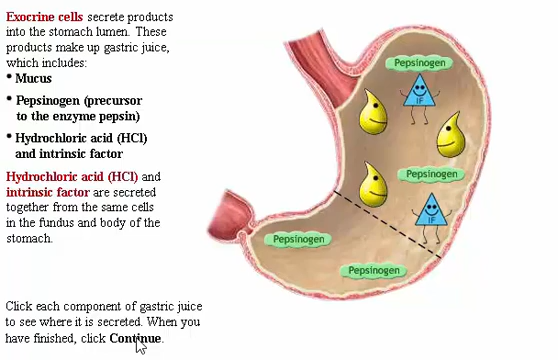 Exocrine cells secrete products
into the stomach lumen. These
products make up gastric juice,
which includes:
• Mucus
• Pepsinogen (precursor
to the enzyme pepsin)
• Hydrochloric acid (HCl)
and intrinsic factor
Hydrochloric acid (HCl) and
intrinsic factor are secreted
together from the same cells
in the fundus and body of the
stomach.
Click each component of gastric juice
to see where it is secreted. When you
have finished, click Continue.
Pepsinogen
IF
Pepsinogen
IF
Pepsinogen
Pepsinogen